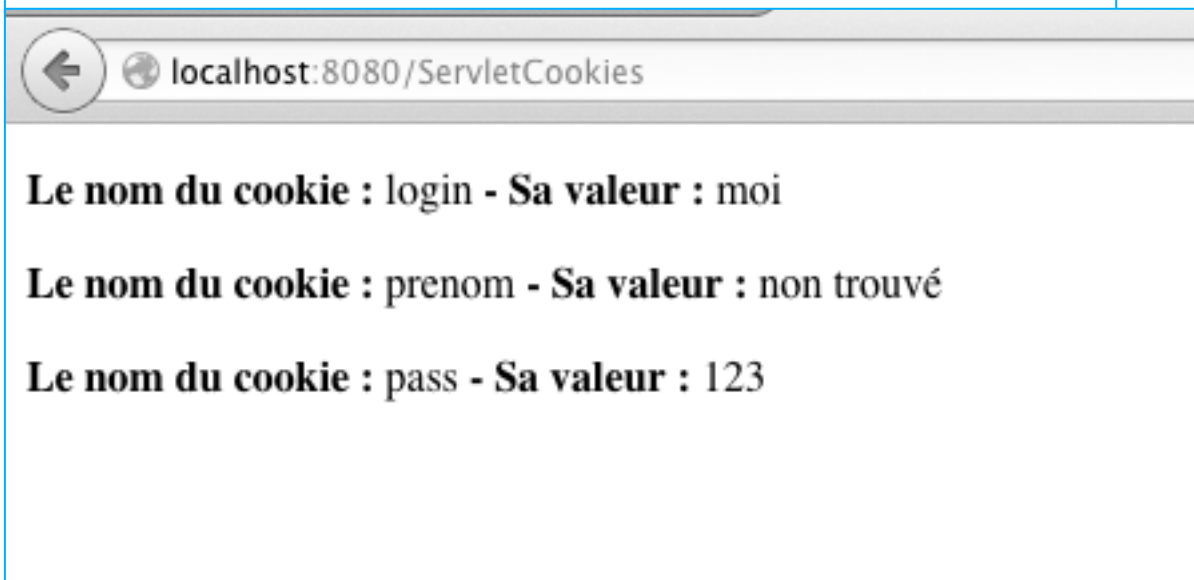 localhost:8080/ServletCookies
Le nom du cookie : login - Sa valeur : moi
Le nom du cookie : prenom - Sa valeur : non trouvé
Le nom du cookie : pass - Sa valeur : 123